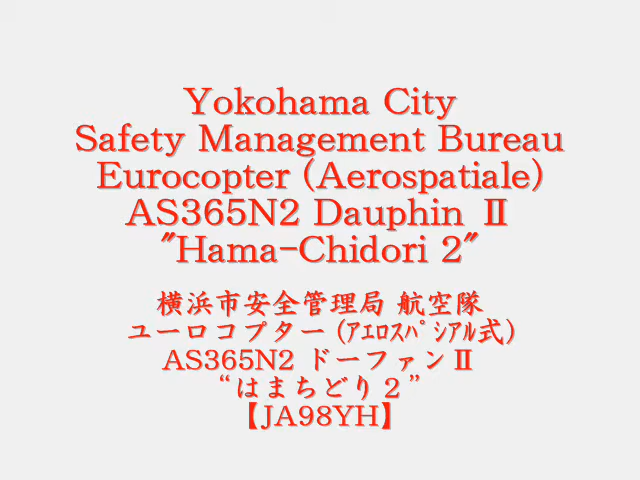 Yokohama City
Safety Management Bureau
Eurocopter (Aerospatiale)
AS365N2 Dauphin Ⅱ
"Hama-Chidori 2"
横浜市安全管理局 航空隊
ユーロコプター (ｱｴﾛｽﾊﾟｼｱﾙ式)
AS365N2 ドーファンⅡ
“はまちどり２”
【JA98YH】